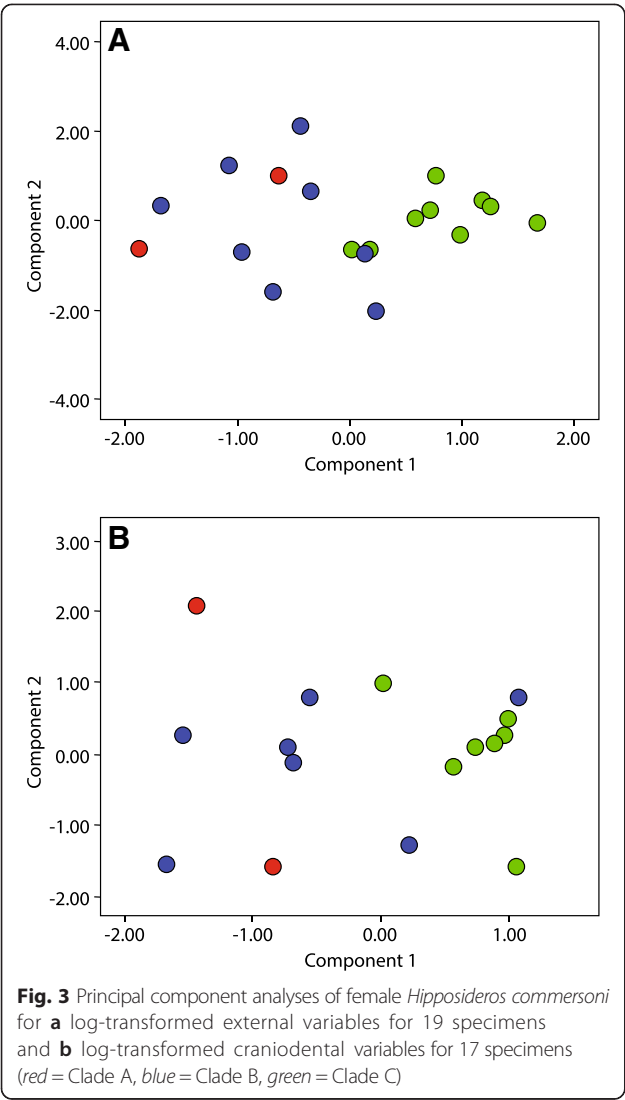 A
4.00
2.00
0.00
-2.00
-4.00
Component 2
-2.00 -1.00 0.00 1.00 2.00
Component 1
B
3.00
2.00
1.00
0.00
-1.00
-2.00
Component 2
-2.00 -1.00 0.00 1.00
Component 1
Fig. 3 Principal component analyses of female Hipposideros commersoni
for a log-transformed external variables for 19 specimens
and b log-transformed craniodental variables for 17 specimens
(red = Clade A, blue = Clade B, green = Clade C)